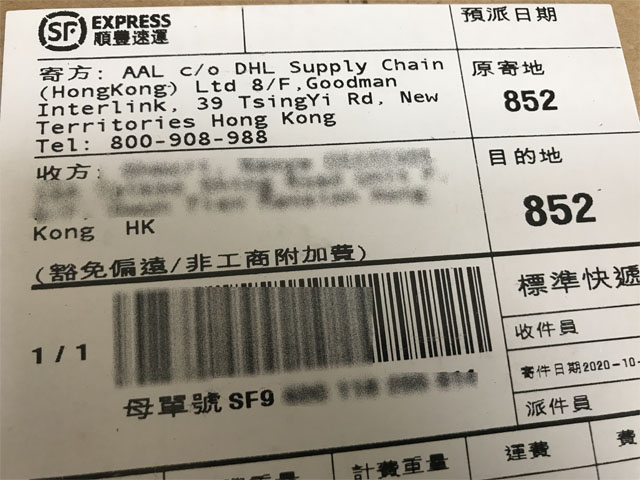 SF EXPRESS
順豐速運
預派日期
寄方: AAL c/o DHL Supply Chain
(HongKong) Ltd 8/F,Goodman
Interlink, 39 TsingYi Rd, New
Territories Hong Kong
Tel: 800-908-988
原寄地
852
收方:
Kong HK
目的地
852
(豁免偏遠/非工商附加費)
標準快遞
1 / 1
收件員
寄件日期2020-10-
母單號 SF9
派件員
計費重量
運費
費